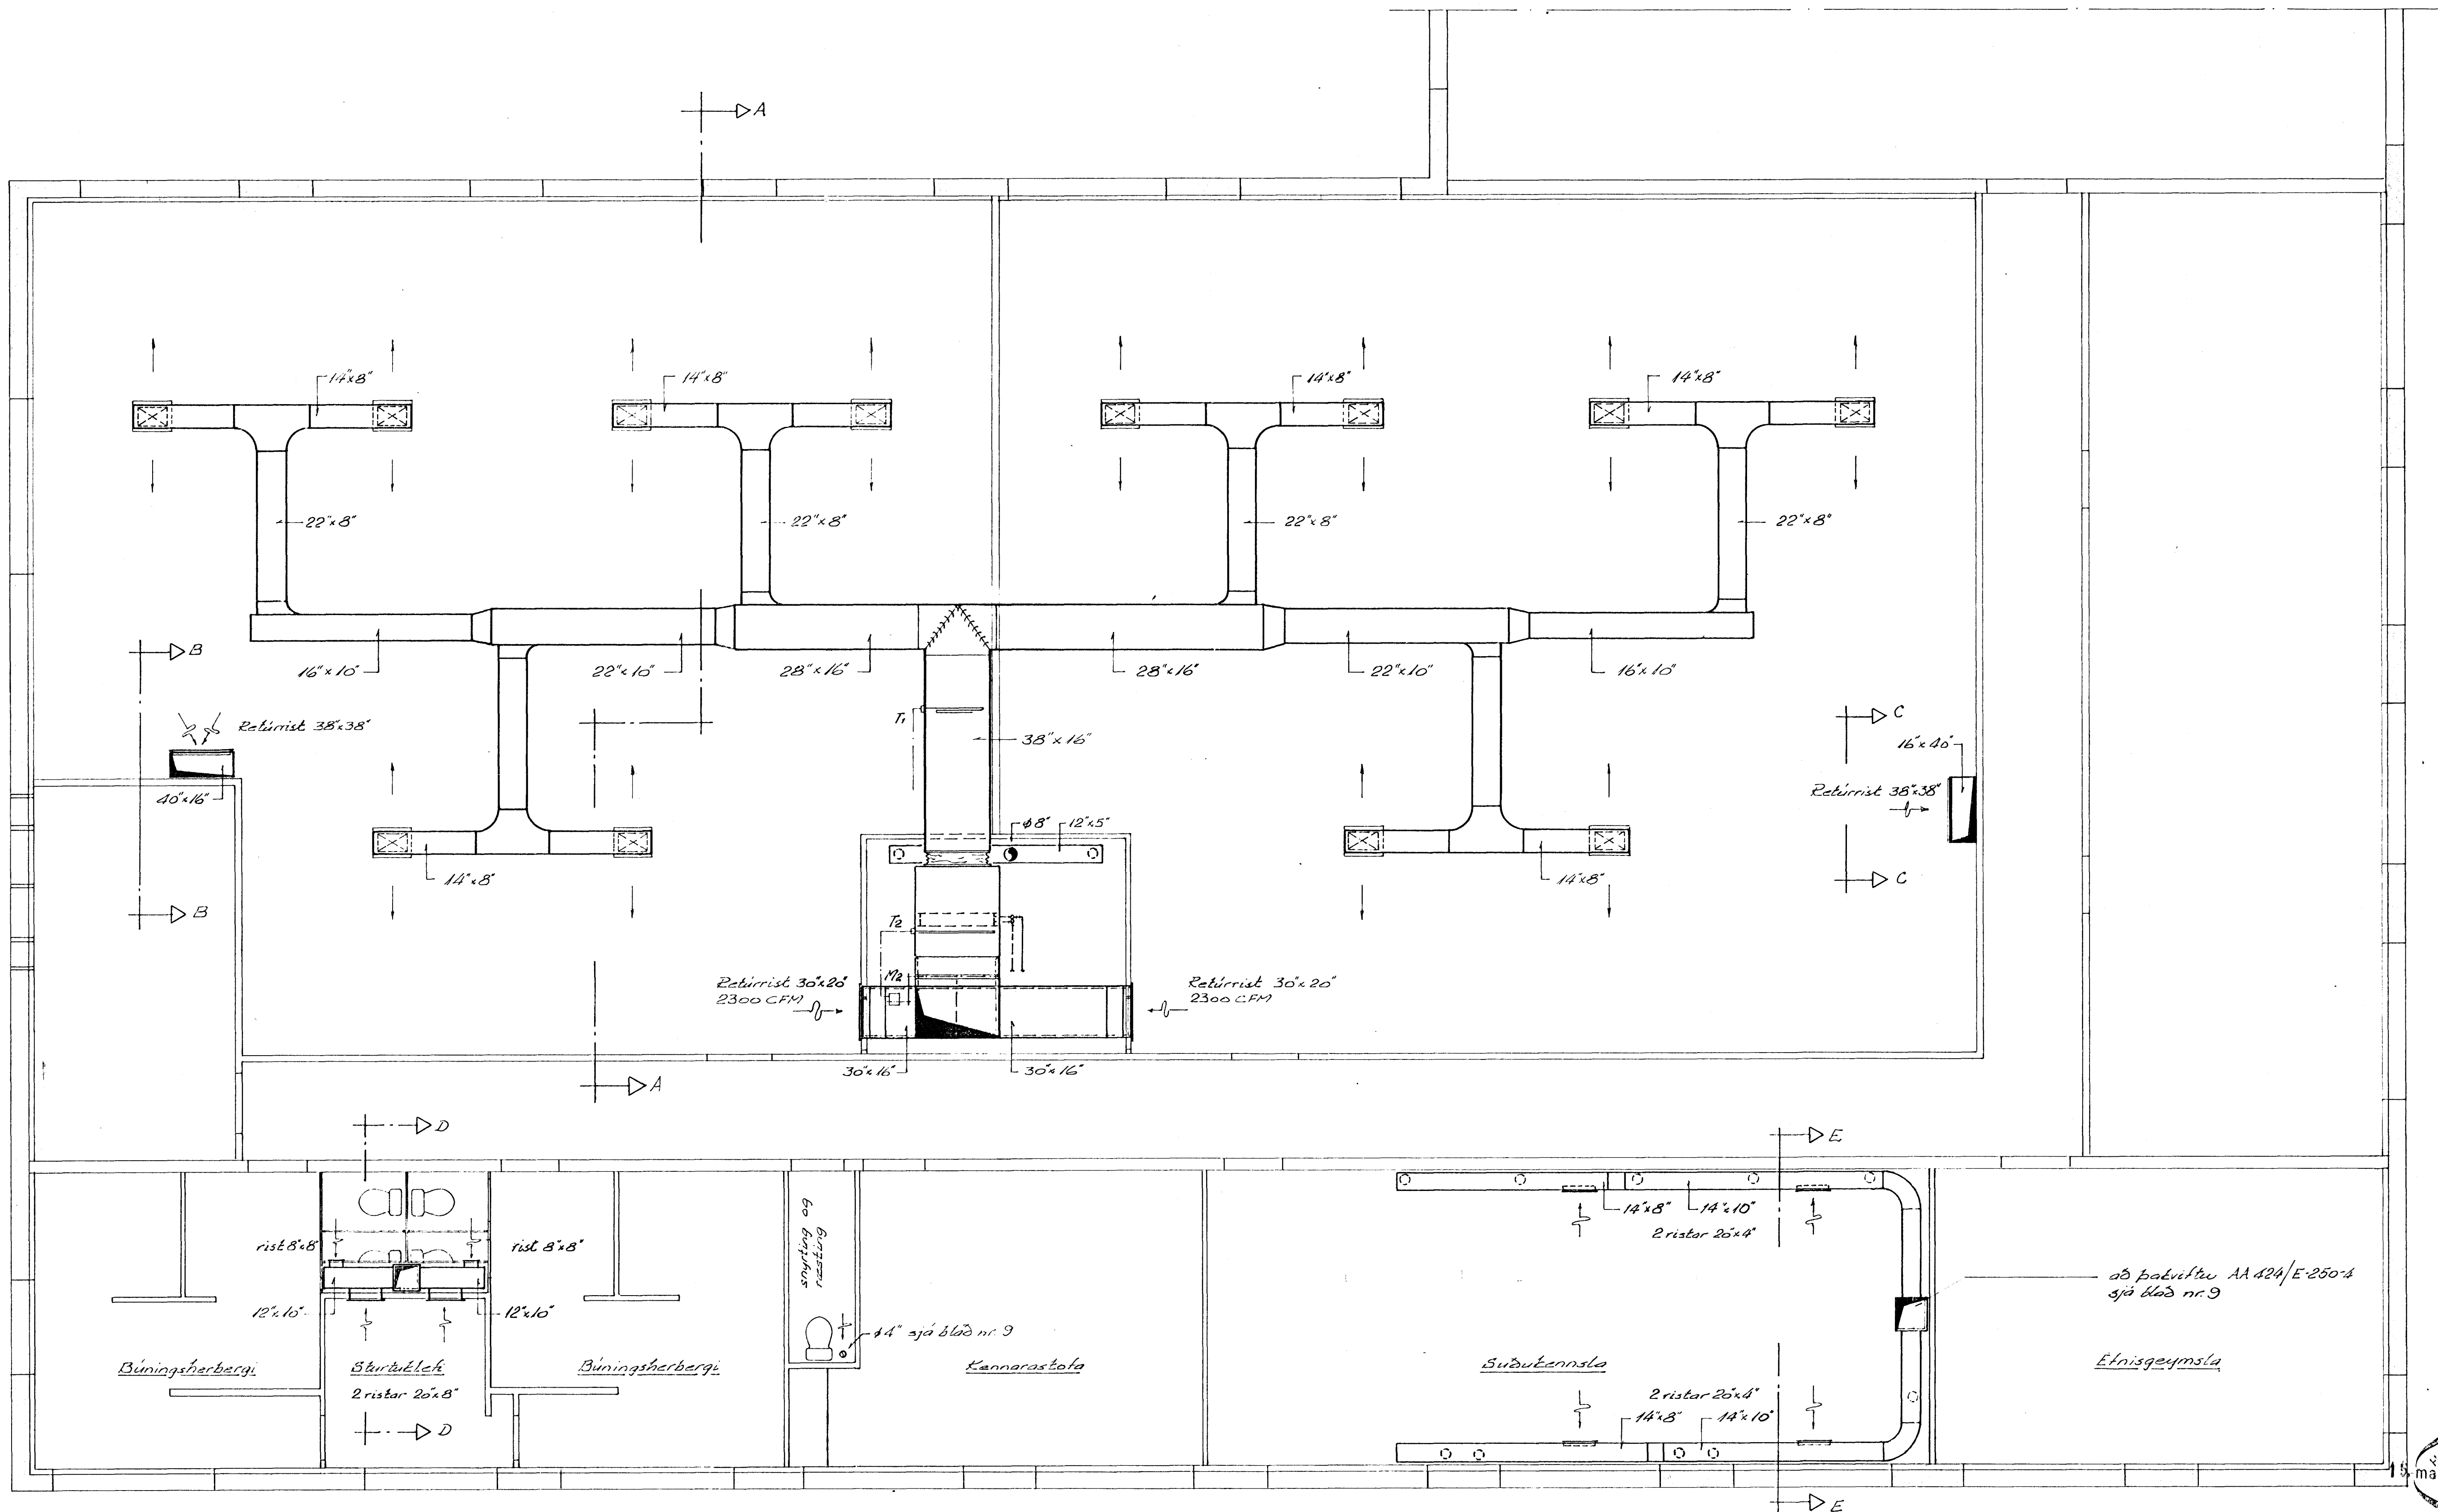 A
14"x8"
14"x8"
14"x8"
14"x8"
22"x8"
22"x8"
22"x8"
22"x8"
B
16"x10"
22"x10"
28"x16"
28"x16"
22"x10"
16"x10"
Retúrrist 38"x38"
T1
38"x16"
C
16"x40"
40"x16"
Retúrrist 38"x38"
ø8"
12"x5"
14"x8"
14"x8"
C
B
T2
M2
Retúrrist 30"x20"
2300 CFM
Retúrrist 30"x20"
2300 CFM
30"x16"
30"x16"
A
D
E
rist 8"x8"
rist 8"x8"
14"x8"
14"x10"
2 ristar 20"x4"
12"x10"
12"x10"
ø4" sjá blað nr. 9
að þakviftu AA 424/E-250-4
sjá blað nr. 9
Búningsherbergi
Sturtuklefi
Búningsherbergi
Kennarastofa
Suðukennsla
Efnisgeymsla
2 ristar 20"x8"
2 ristar 20"x4"
14"x8"
14"x10"
D
E